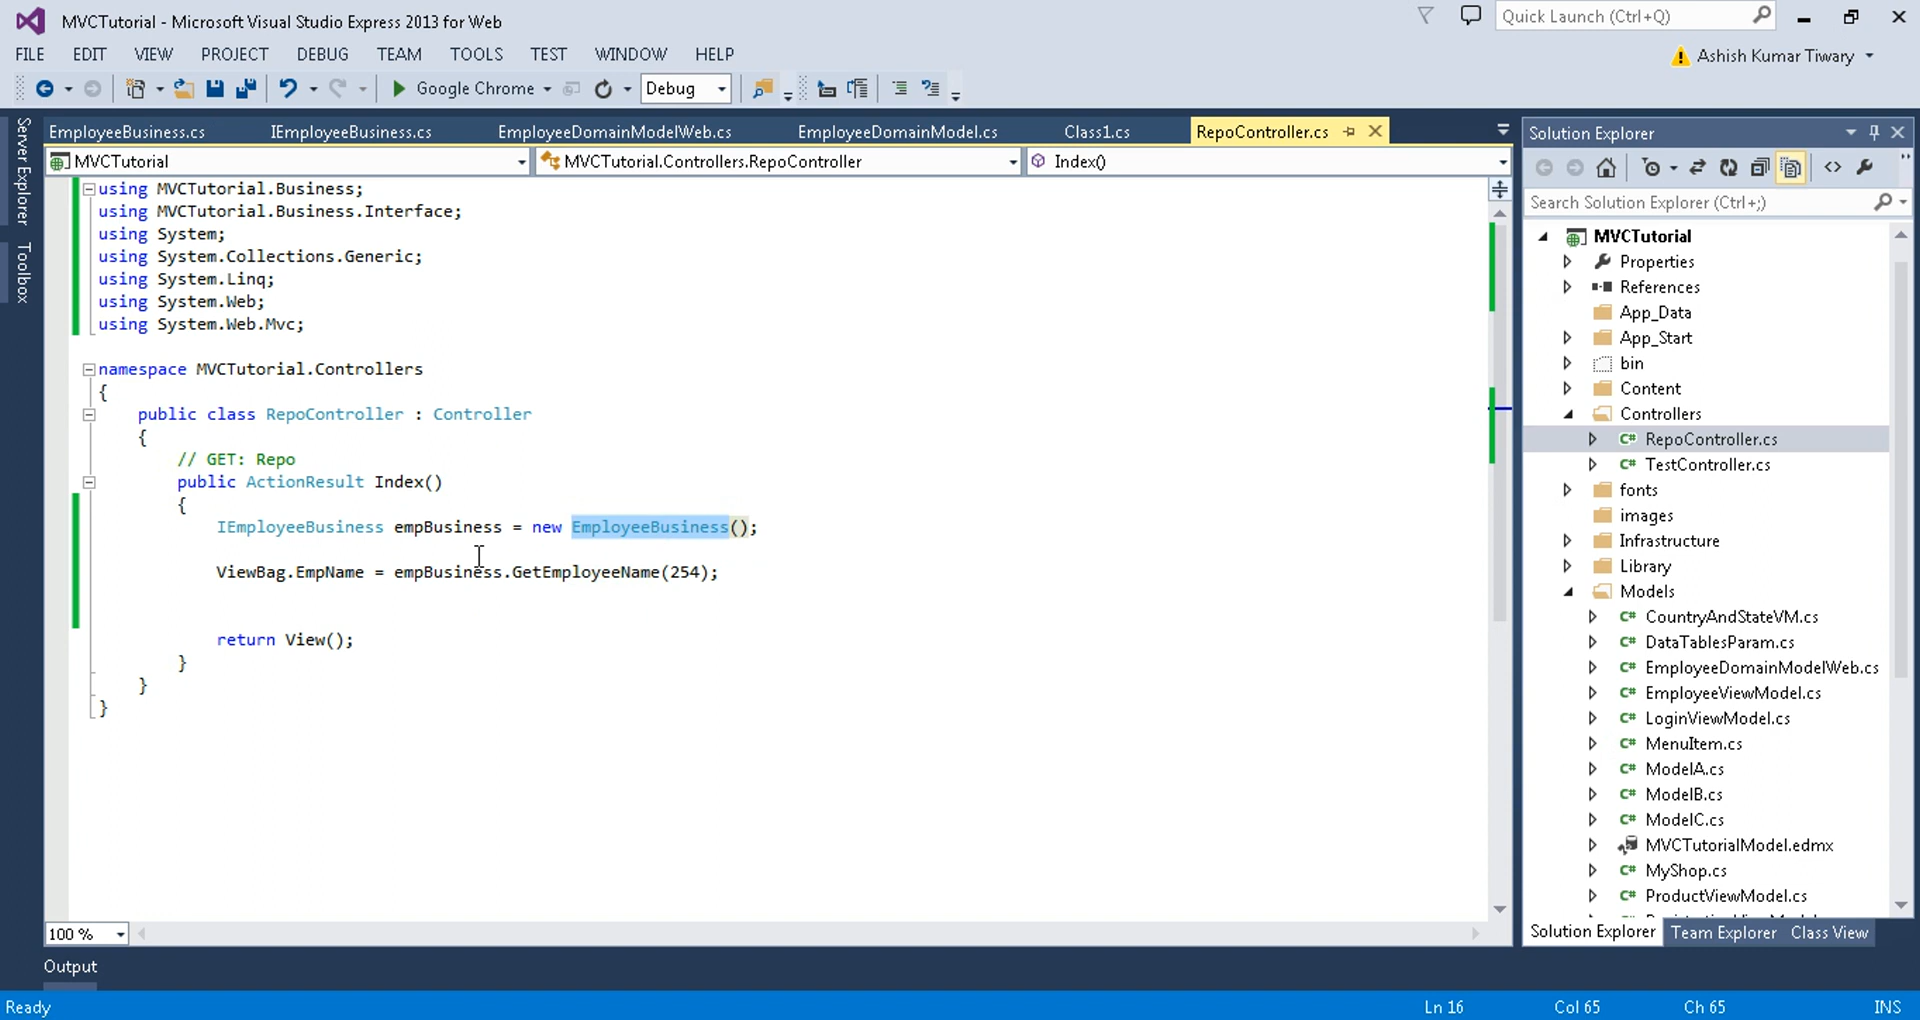 MVCTutorial - Microsoft Visual Studio Express 2013 for Web
Quick Launch (Ctrl+Q)
FILE EDIT VIEW PROJECT DEBUG TEAM TOOLS TEST WINDOW HELP
Ashish Kumar Tiwary
Google Chrome Debug
Server Explorer
Toolbox
EmployeeBusiness.cs IEmployeeBusiness.cs EmployeeDomainModelWeb.cs EmployeeDomainModel.cs Class1.cs RepoController.cs
MVCTutorial MVCTutorial.Controllers.RepoController Index()
using MVCTutorial.Business;
using MVCTutorial.Business.Interface;
using System;
using System.Collections.Generic;
using System.Linq;
using System.Web;
using System.Web.Mvc;
namespace MVCTutorial.Controllers
{
public class RepoController : Controller
{
// GET: Repo
public ActionResult Index()
{
IEmployeeBusiness empBusiness = new EmployeeBusiness();
ViewBag.EmpName = empBusiness.GetEmployeeName(254);
return View();
}
}
}
100 %
Solution Explorer
Search Solution Explorer (Ctrl+;)
MVCTutorial
Properties
References
App_Data
App_Start
bin
Content
Controllers
C# RepoController.cs
C# TestController.cs
fonts
images
Infrastructure
Library
Models
C# CountryAndStateVM.cs
C# DataTablesParam.cs
C# EmployeeDomainModelWeb.cs
C# EmployeeViewModel.cs
C# LoginViewModel.cs
C# MenuItem.cs
C# ModelA.cs
C# ModelB.cs
C# ModelC.cs
MVCTutorialModel.edmx
C# MyShop.cs
C# ProductViewModel.cs
Solution Explorer Team Explorer Class View
Output
Ready Ln 16 Col 65 Ch 65 INS